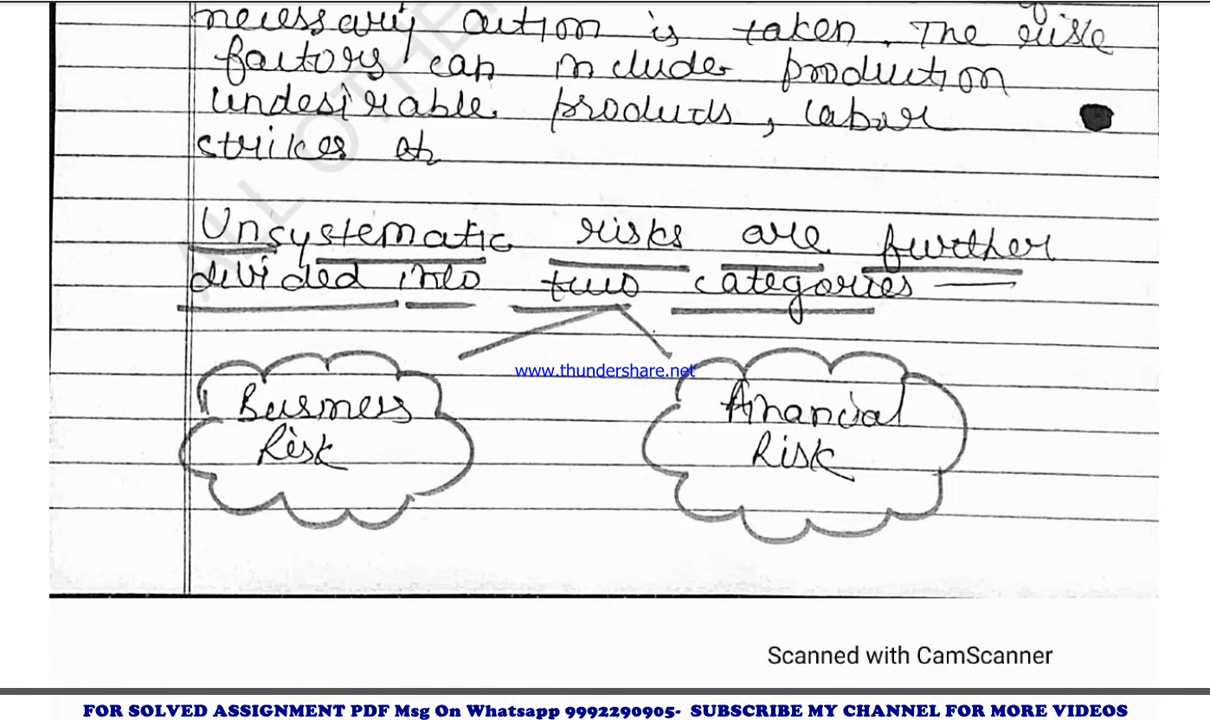 necessary action is taken. The risk
factors can include production
undesirable products, labour
strikes etc
Unsystematic risks are further
divided into two categories —
www.thundershare.net
Business
Risk
Financial
Risk
ALL OTHE
Scanned with CamScanner
FOR SOLVED ASSIGNMENT PDF Msg On Whatsapp 9992290905- SUBSCRIBE MY CHANNEL FOR MORE VIDEOS